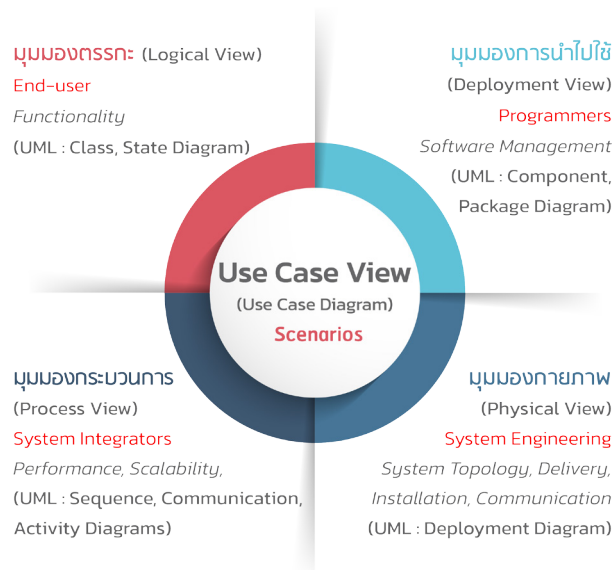 มุมมองตรรกะ (Logical View)
End-user
Functionality
(UML : Class, State Diagram)
มุมมองการนำไปใช้
(Deployment View)
Programmers
Software Management
(UML : Component,
Package Diagram)
Use Case View
(Use Case Diagram)
Scenarios
มุมมองกระบวนการ
(Process View)
System Integrators
Performance, Scalability,
(UML : Sequence, Communication,
Activity Diagrams)
มุมมองกายภาพ
(Physical View)
System Engineering
System Topology, Delivery,
Installation, Communication
(UML : Deployment Diagram)